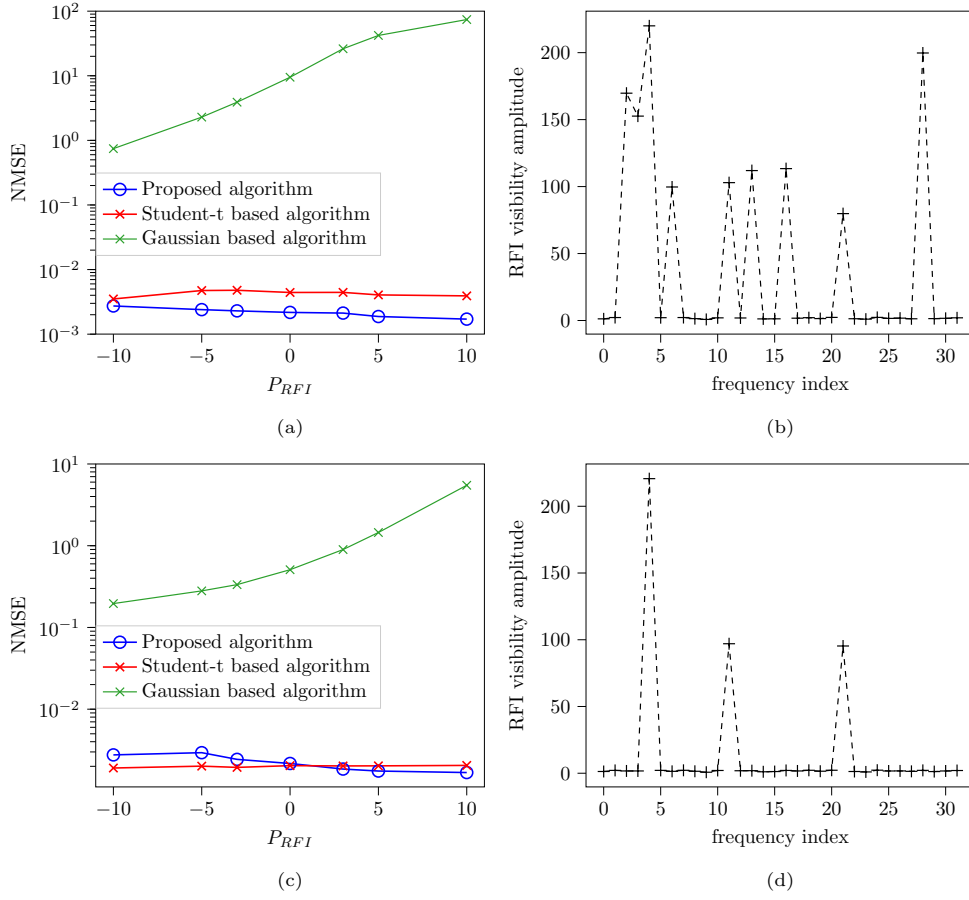 10^2
10^1
10^0
10^{-1}
10^{-2}
10^{-3}
NMSE
Proposed algorithm
Student-t based algorithm
Gaussian based algorithm
−10
−5
0
5
10
P_{RFI}
(a)
200
150
100
50
0
RFI visibility amplitude
0
5
10
15
20
25
30
frequency index
(b)
10^1
10^0
10^{-1}
10^{-2}
NMSE
Proposed algorithm
Student-t based algorithm
Gaussian based algorithm
−10
−5
0
5
10
P_{RFI}
(c)
200
150
100
50
0
RFI visibility amplitude
0
5
10
15
20
25
30
frequency index
(d)